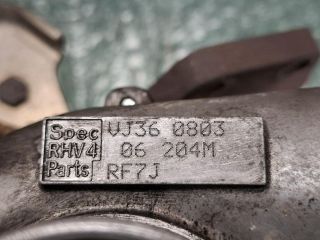 Spec VJ36 0803
RHV4 06 204M
Parts RF7J